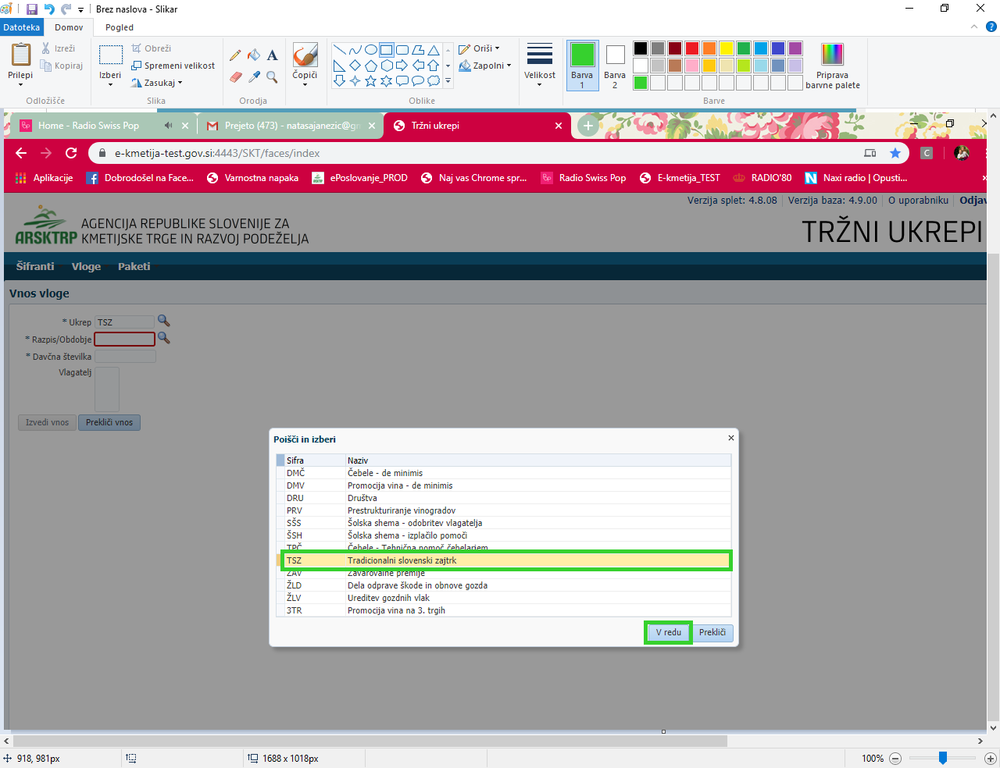 Brez naslova - Slikar
Datoteka Domov Pogled
Prilepi
Izreži
Kopiraj
Odložišče
Izberi
Obreži
Spremeni velikost
Zasukaj
Slika
A
Orodja
Čopiči
Oriši
Zapolni
Oblike
Velikost
Barva 1
Barva 2
Priprava barvne palete
Barve
Home - Radio Swiss Pop
Prejeto (473) - natasajanezic@gm
Tržni ukrepi
e-kmetija-test.gov.si:4443/SKT/faces/index
Aplikacije Dobrodošel na Face... Varnostna napaka ePoslovanje_PROD Naj vas Chrome spr... Radio Swiss Pop E-kmetija_TEST RADIO'80 Naxi radio | Opusti...
Verzija splet: 4.8.08 Verzija baza: 4.9.00 O uporabniku Odjav
ARSKTRP
AGENCIJA REPUBLIKE SLOVENIJE ZA
KMETIJSKE TRGE IN RAZVOJ PODEŽELJA
TRŽNI UKREPI
Šifranti Vloge Paketi
Vnos vloge
* Ukrep TSZ
* Razpis/Obdobje
* Davčna številka
Vlagatelj
Izvedi vnos Prekliči vnos
Poišči in izberi
Sifra Naziv
DMČ Čebele - de minimis
DMV Promocija vina - de minimis
DRU Društva
PRV Prestrukturiranje vinogradov
SŠS Šolska shema - odobritev vlagatelja
ŠSH Šolska shema - izplačilo pomoči
TPČ Čebele - Tehnična pomoč čebelarjem
TSZ Tradicionalni slovenski zajtrk
ZAV Zavarovalne premije
ŽLD Dela odprave škode in obnove gozda
ŽLV Ureditev gozdnih vlak
3TR Promocija vina na 3. trgih
V redu Prekliči
918, 981px
1688 x 1018px
100%